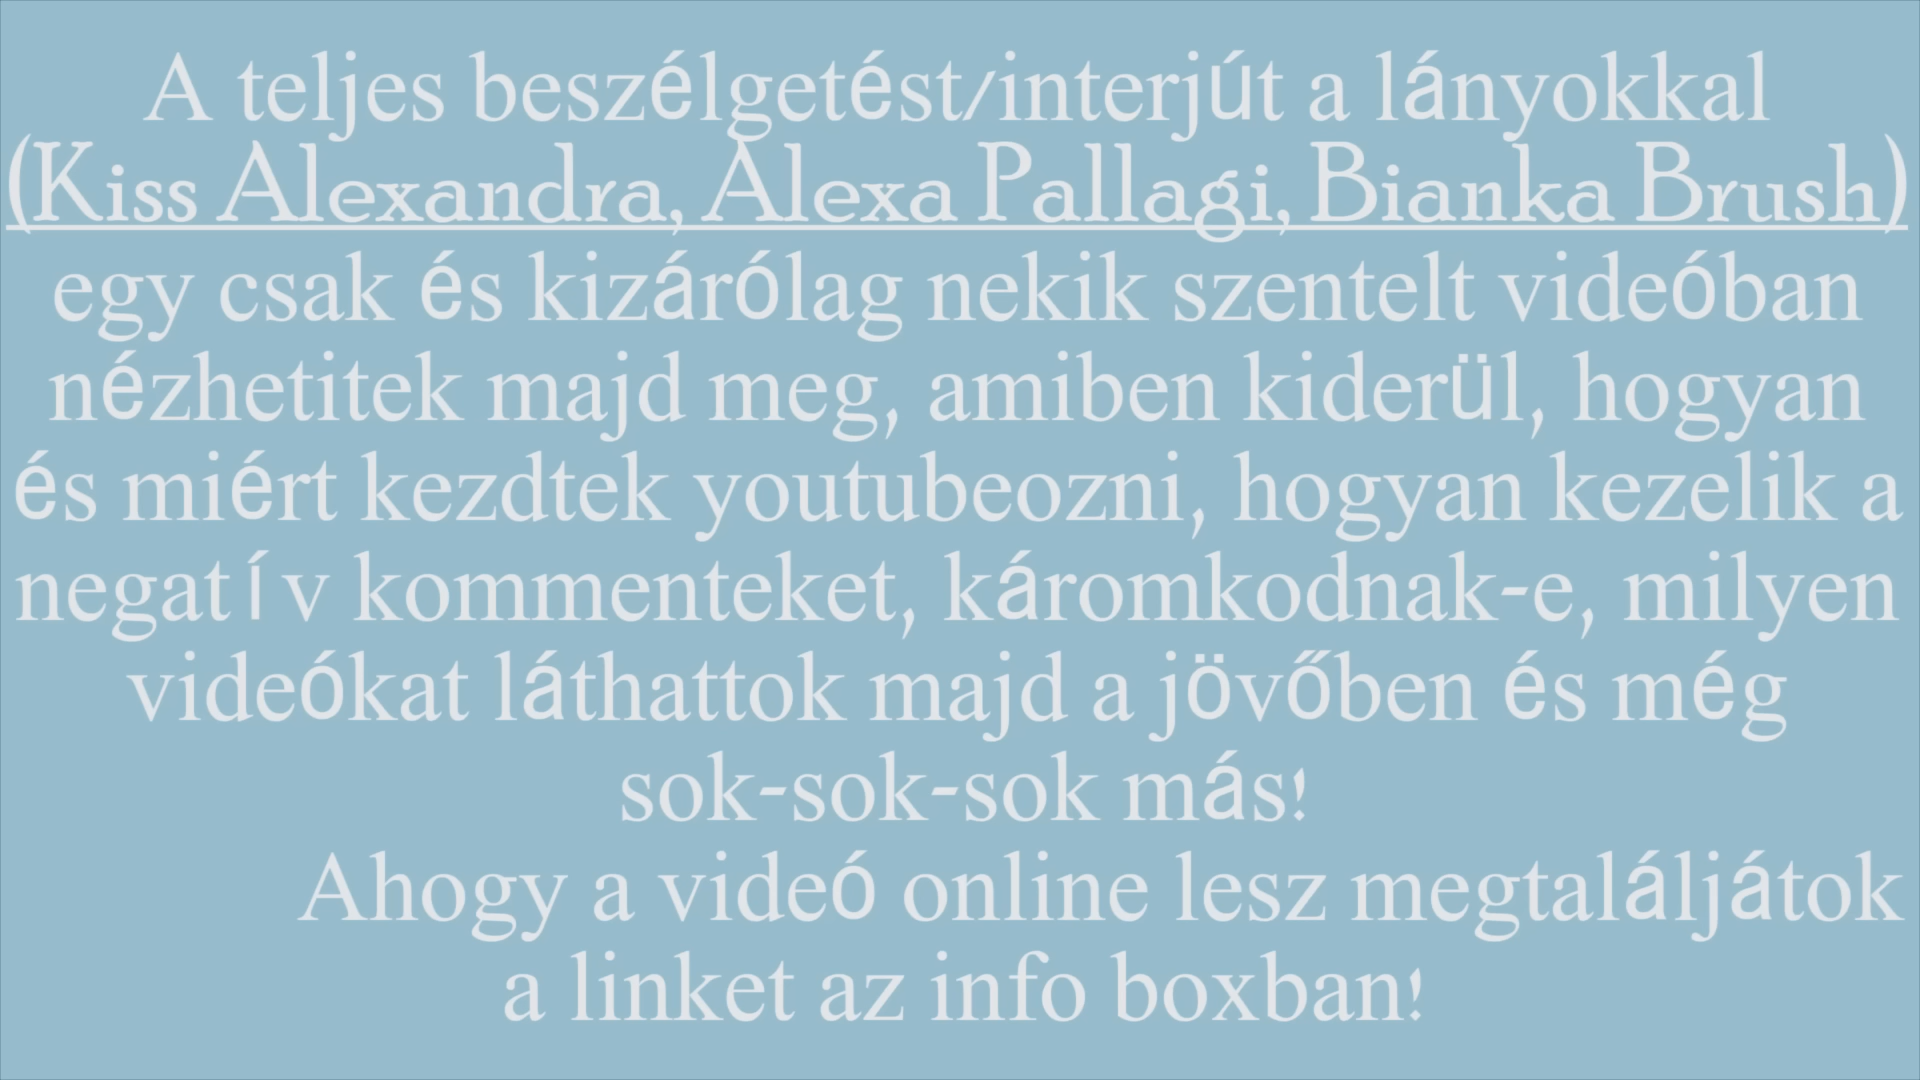 A teljes beszélgetést/interjút a lányokkal
(Kiss Alexandra, Alexa Pallagi, Bianka Brush)
egy csak és kizárólag nekik szentelt videóban
nézhetitek majd meg, amiben kiderül, hogyan
és miért kezdtek youtubeozni, hogyan kezelik a
negatív kommenteket, káromkodnak-e, milyen
videókat láthattok majd a jövőben és még
sok-sok-sok más!
Ahogy a videó online lesz megtaláljátok
a linket az info boxban!